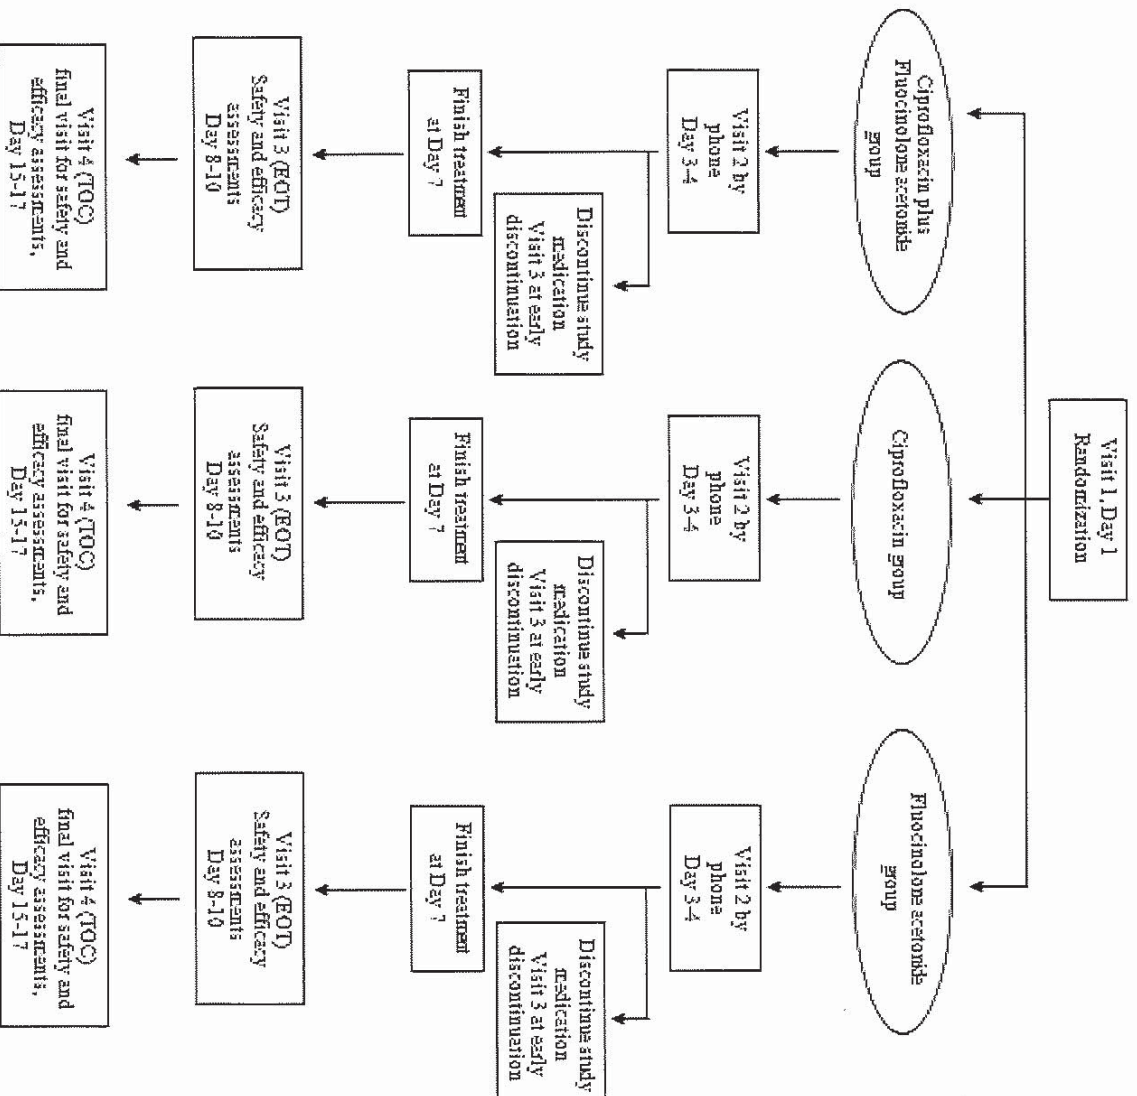 Visit 1, Day 1
Randomization
Ciprofloxacin plus
Fluocinolone acetonide
group
Ciprofloxacin group
Fluocinolone acetonide
group
Visit 2 by
phone
Day 3-4
Visit 2 by
phone
Day 3-4
Visit 2 by
phone
Day 3-4
Discontinue study
medication
Visit 3 at early
discontinuation
Discontinue study
medication
Visit 3 at early
discontinuation
Discontinue study
medication
Visit 3 at early
discontinuation
Finish treatment
at Day 7
Finish treatment
at Day 7
Finish treatment
at Day 7
Visit 3 (EOT)
Safety and efficacy
assessments
Day 8-10
Visit 3 (EOT)
Safety and efficacy
assessments
Day 8-10
Visit 3 (EOT)
Safety and efficacy
assessments
Day 8-10
Visit 4 (TOC)
final visit for safety and
efficacy assessments,
Day 15-17
Visit 4 (TOC)
final visit for safety and
efficacy assessments,
Day 15-17
Visit 4 (TOC)
final visit for safety and
efficacy assessments,
Day 15-17